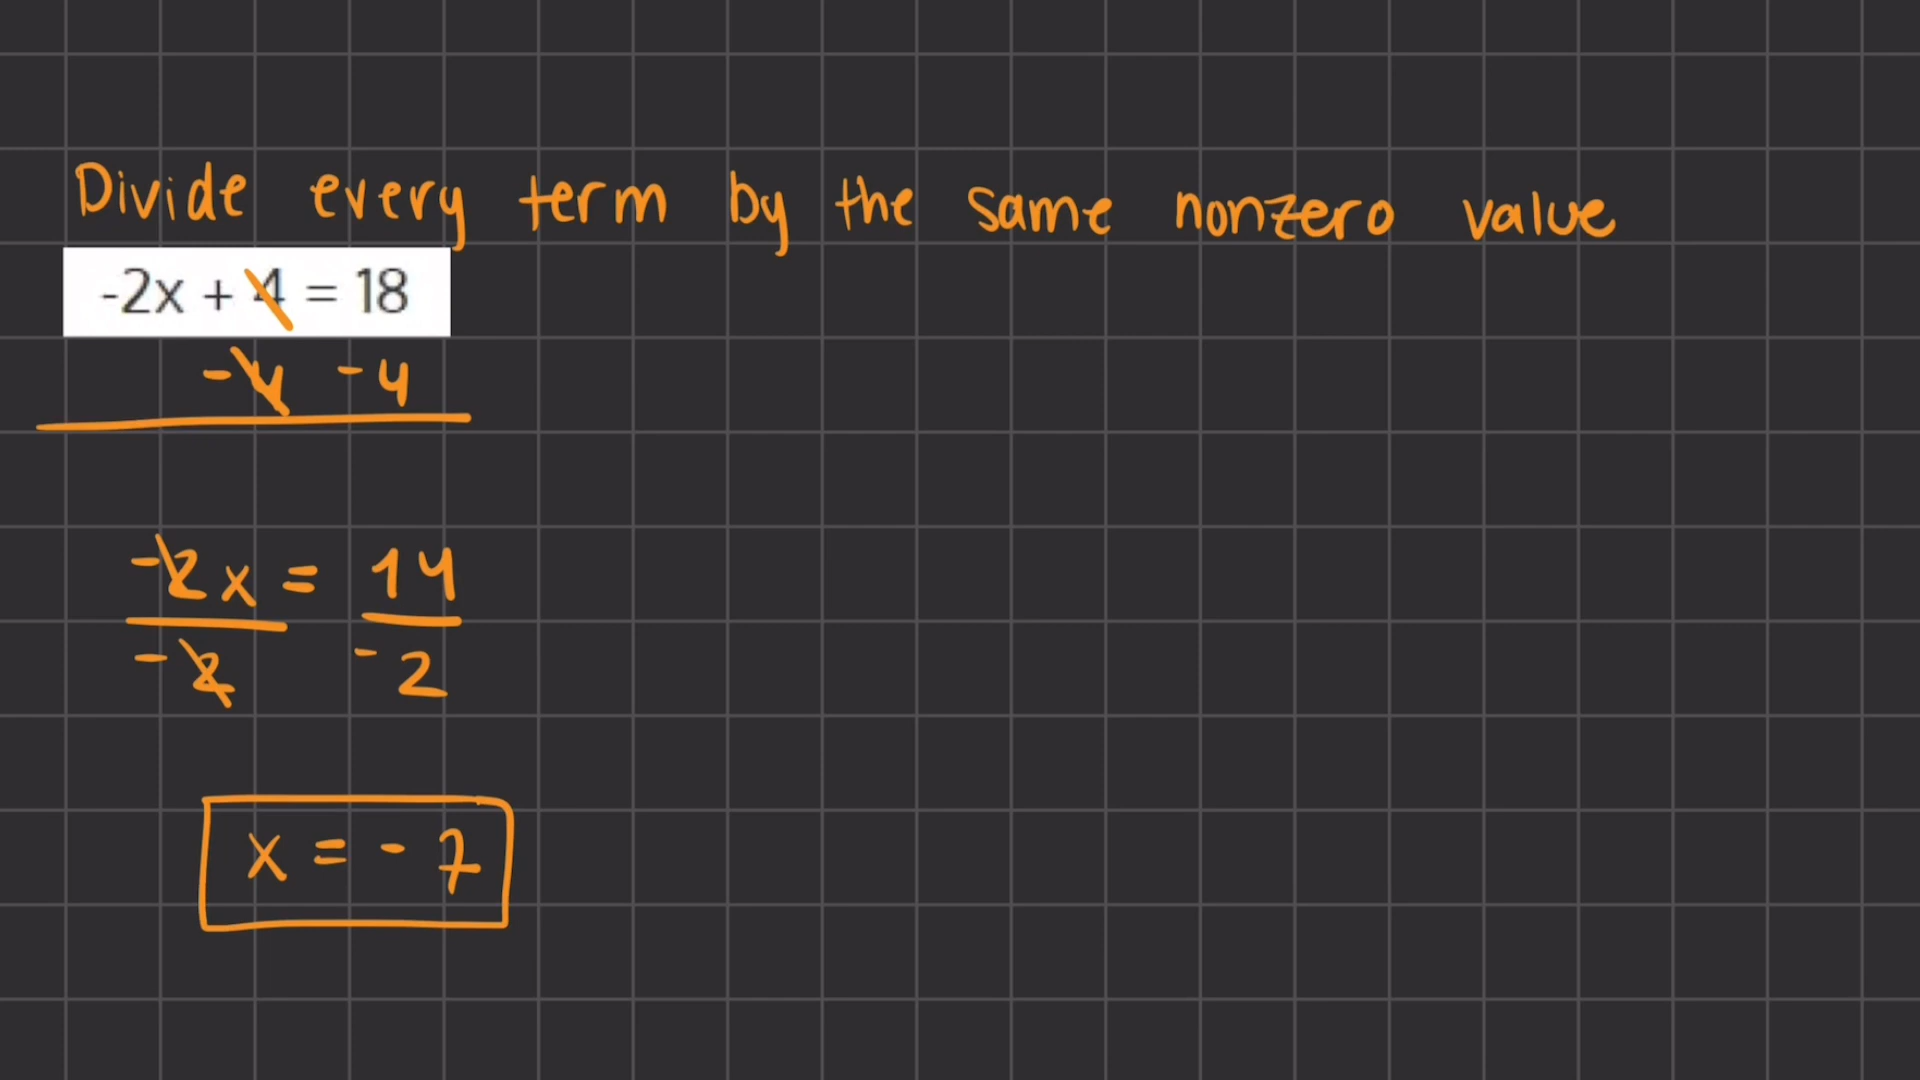 Divide every term by the same nonzero value
-2x + 4 = 18
-4 -4
-2x = 14
-2 -2
x = -7